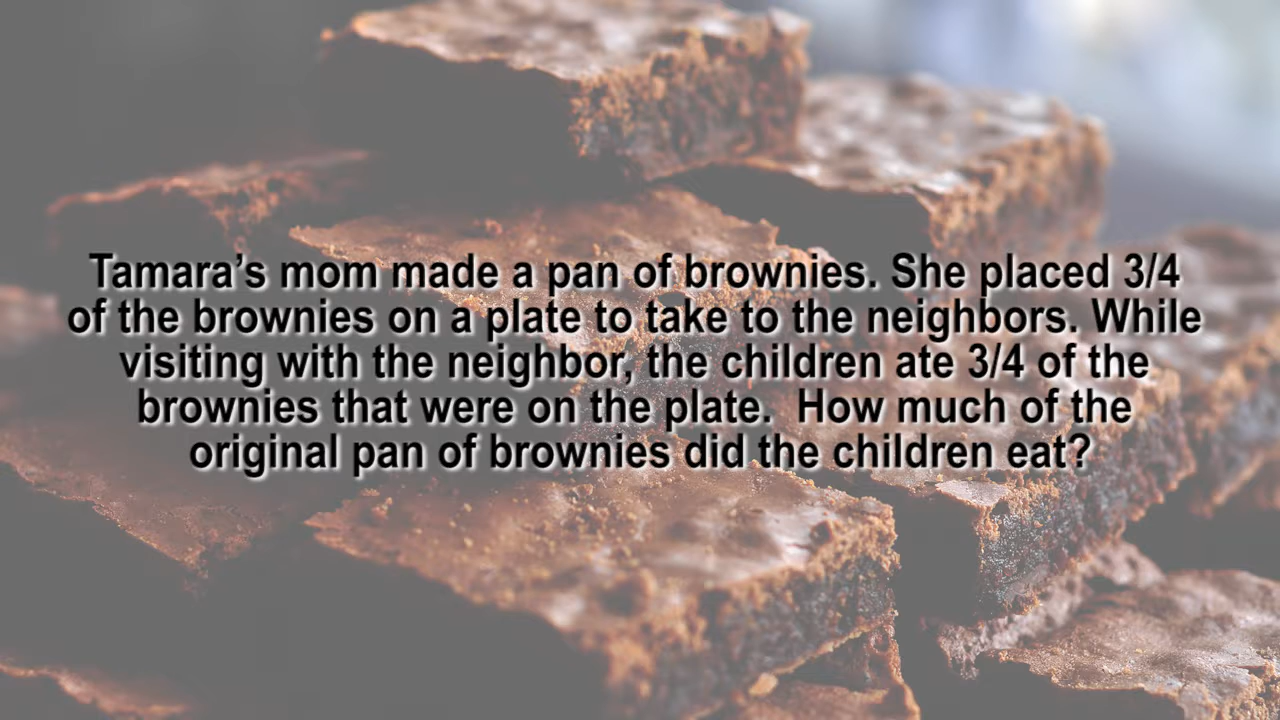 Tamara’s mom made a pan of brownies. She placed 3/4
of the brownies on a plate to take to the neighbors. While
visiting with the neighbor, the children ate 3/4 of the
brownies that were on the plate.  How much of the
original pan of brownies did the children eat?